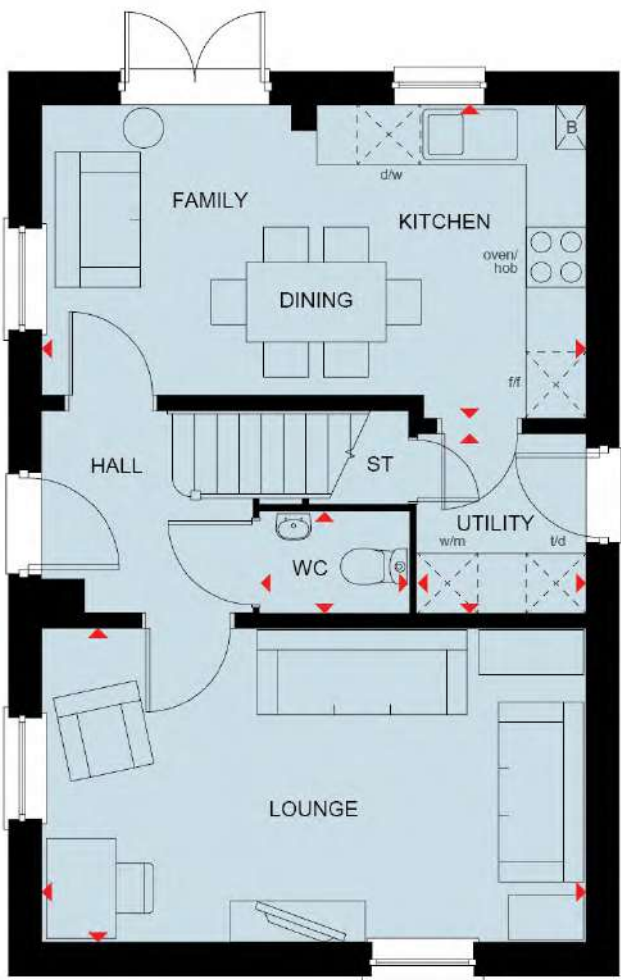 B
d/w
FAMILY
KITCHEN
oven/
hob
DINING
f/f
HALL
ST
UTILITY
w/m
t/d
WC
LOUNGE